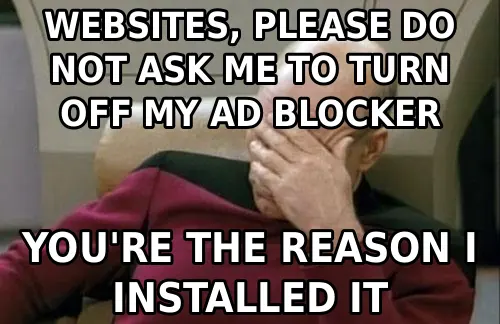 WEBSITES, PLEASE DO
NOT ASK ME TO TURN
OFF MY AD BLOCKER
YOU'RE THE REASON I
INSTALLED IT